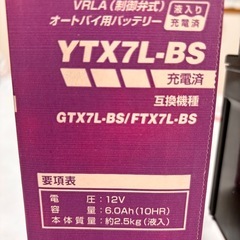 VRLA(制御弁式)
オートバイ用バッテリー
液入り
充電済
YTX7L-BS
充電済
互換機種
GTX7L-BS/FTX7L-BS
要項表
電 圧:12V
容 量:6.0Ah(10HR)
本体質量:約2.5kg(液入)